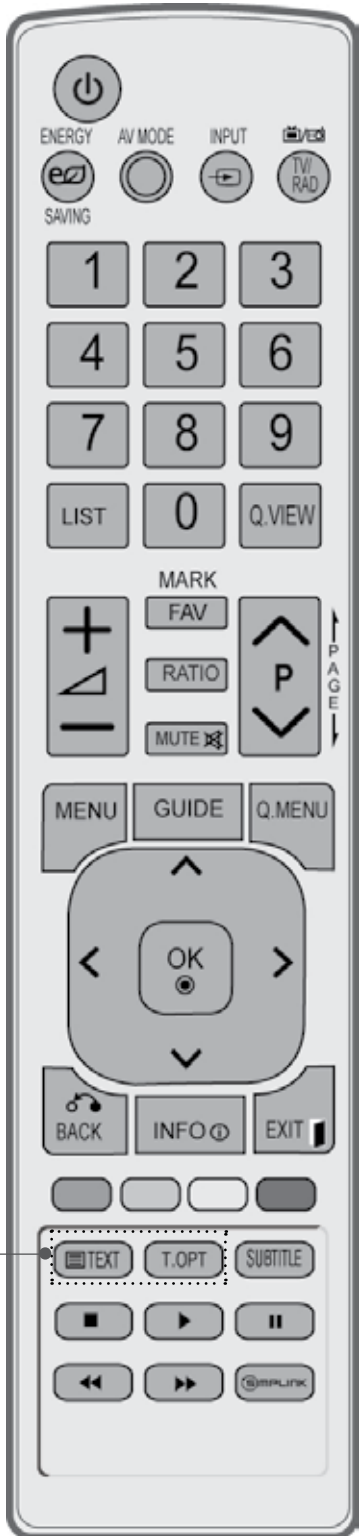 ENERGY AV MODE INPUT
TV/
RAD
SAVING
1 2 3
4 5 6
7 8 9
LIST 0 Q.VIEW
MARK
FAV
RATIO
P
PAGE
MUTE
MENU GUIDE Q.MENU
OK
BACK INFO EXIT
TEXT T.OPT SUBTITLE
SIMPLINK